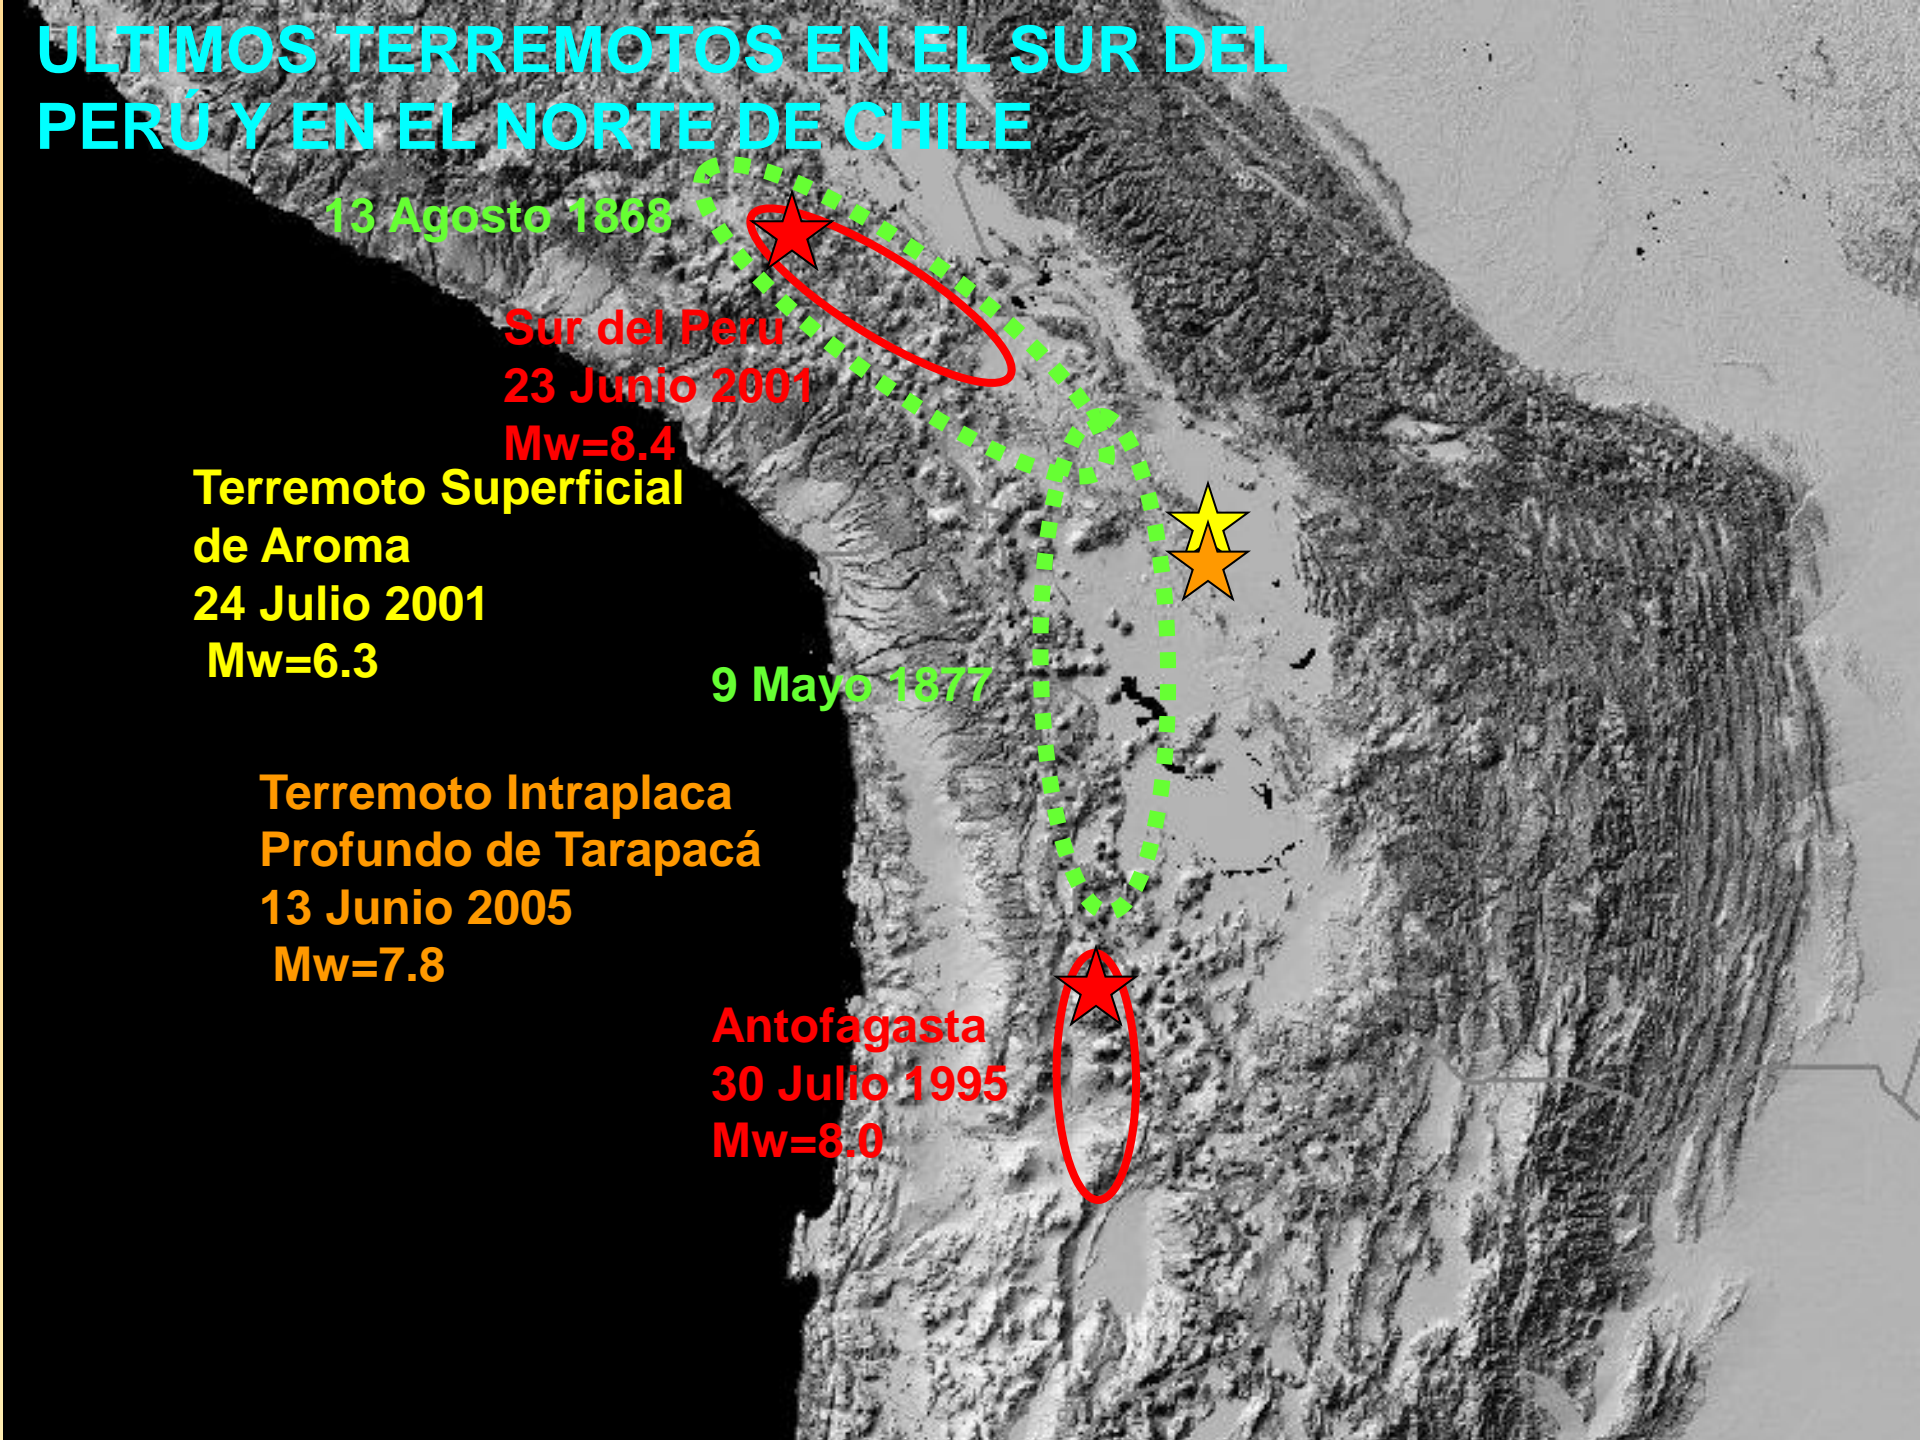 ULTIMOS TERREMOTOS EN EL SUR DEL
PERÚ Y EN EL NORTE DE CHILE
13 Agosto 1868
Sur del Peru
23 Junio 2001
Mw=8.4
Terremoto Superficial
de Aroma
24 Julio 2001
Mw=6.3
9 Mayo 1877
Terremoto Intraplaca
Profundo de Tarapacá
13 Junio 2005
Mw=7.8
Antofagasta
30 Julio 1995
Mw=8.0